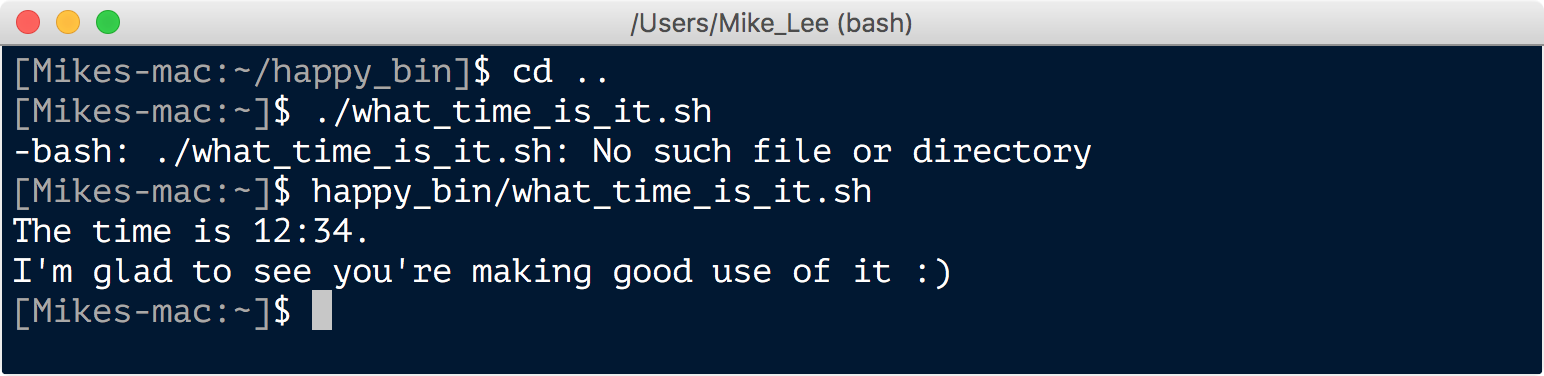 /Users/Mike_Lee (bash)
[Mikes-mac:~/happy_bin]$ cd ..
[Mikes-mac:~]$ ./what_time_is_it.sh
-bash: ./what_time_is_it.sh: No such file or directory
[Mikes-mac:~]$ happy_bin/what_time_is_it.sh
The time is 12:34.
I'm glad to see you're making good use of it :)
[Mikes-mac:~]$